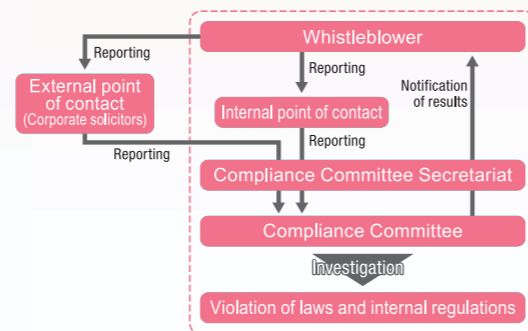 Whistleblower
Reporting
Reporting
External point
of contact
(Corporate solicitors)
Notification
of results
Internal point of contact
Reporting
Reporting
Compliance Committee Secretariat
Compliance Committee
Investigation
Violation of laws and internal regulations